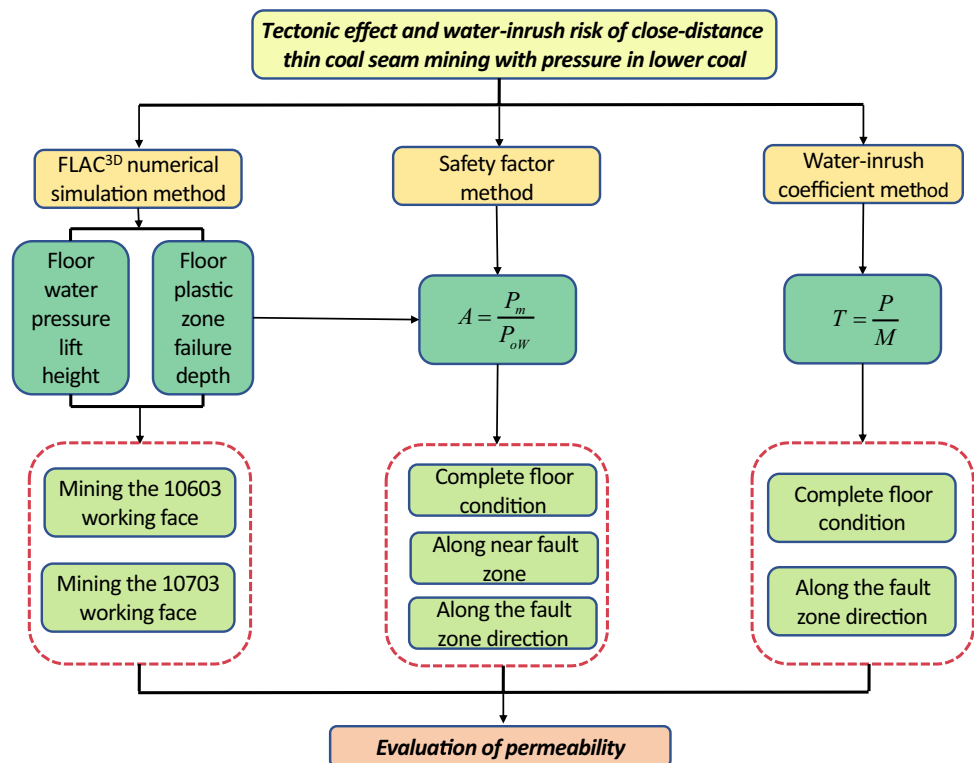 Tectonic effect and water-inrush risk of close-distance
thin coal seam mining with pressure in lower coal
FLAC3D numerical
simulation method
Safety factor
method
Water-inrush
coefficient method
Floor
water
pressure
lift
height
Floor
plastic
zone
failure
depth
A = P_m / P_oW
T = P / M
Mining the 10603
working face
Mining the 10703
working face
Complete floor
condition
Along near fault
zone
Along the fault
zone direction
Complete floor
condition
Along the fault
zone direction
Evaluation of permeability